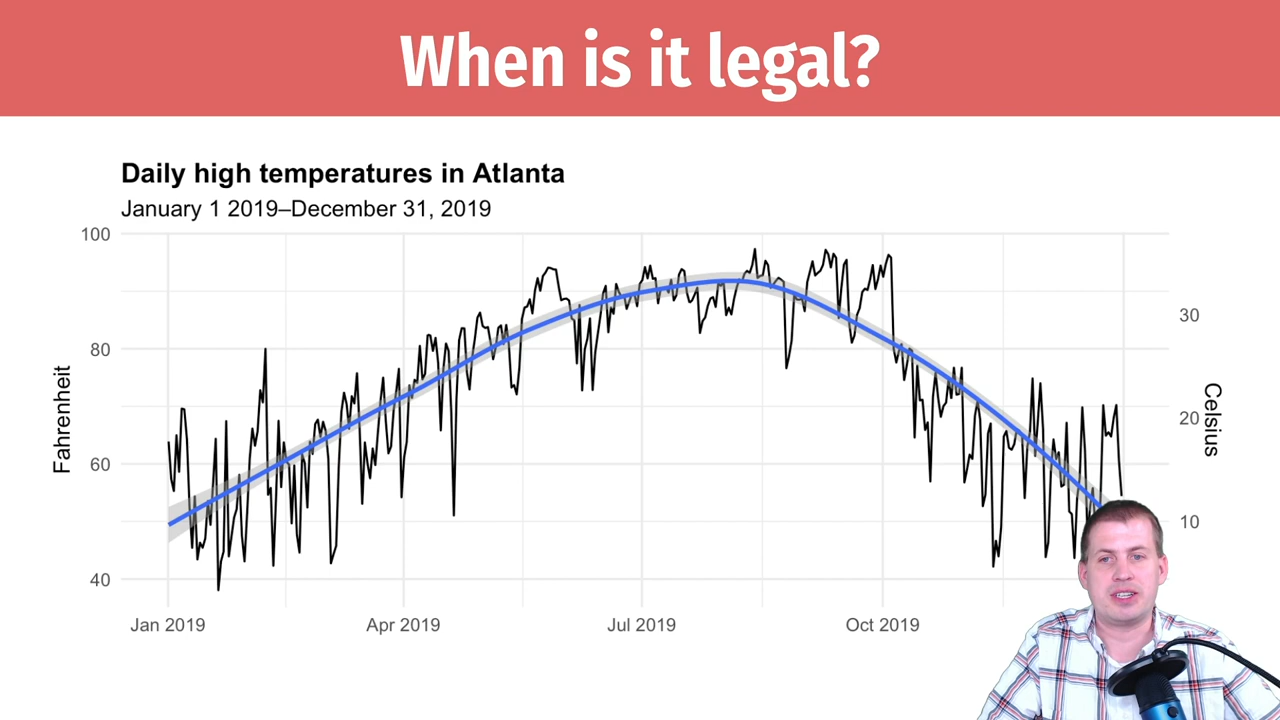 When is it legal?
Daily high temperatures in Atlanta
January 1 2019–December 31, 2019
100
80
60
40
Fahrenheit
30
20
10
Celsius
Jan 2019
Apr 2019
Jul 2019
Oct 2019